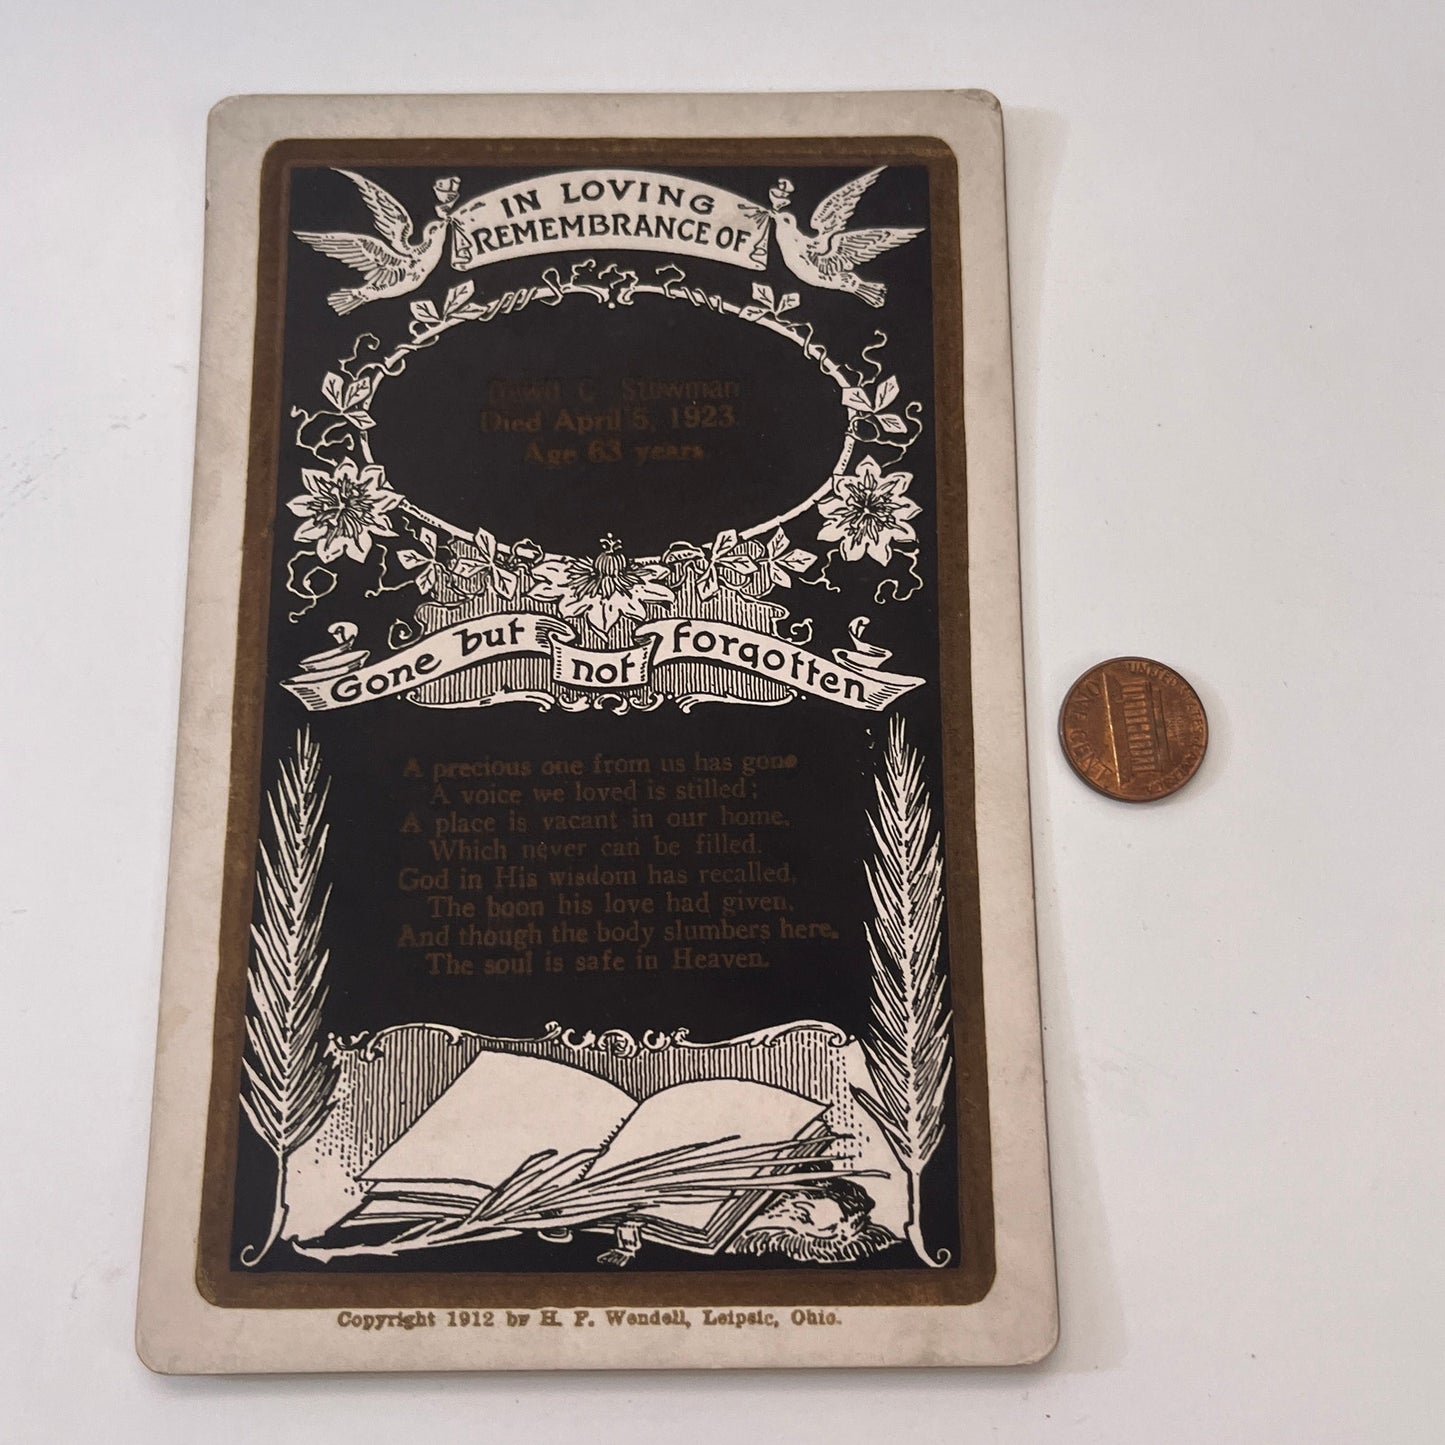 IN LOVING
REMEMBRANCE OF
David C. Stewman
Died April 5, 1923.
Age 63 years.
Gone but not forgotten
A precious one from us has gone
A voice we loved is stilled;
A place is vacant in our home,
Which never can be filled.
God in His wisdom has recalled,
The boon his love had given,
And though the body slumbers here,
The soul is safe in Heaven.
Copyright 1912 by H. F. Wendell, Leipsic, Ohio.
UNITED STATES
ONE CENT